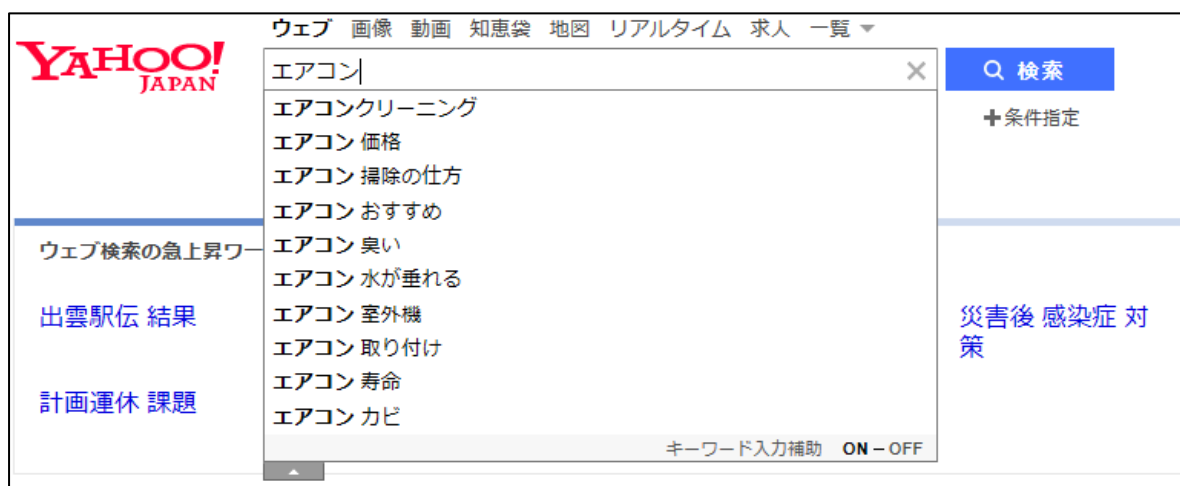 ウェブ 画像 動画 知恵袋 地図 リアルタイム 求人 一覧
YAHOO!
JAPAN
エアコン
検索
+条件指定
エアコンクリーニング
エアコン 価格
エアコン 掃除の仕方
エアコン おすすめ
エアコン 臭い
エアコン 水が垂れる
エアコン 室外機
エアコン 取り付け
エアコン 寿命
エアコン カビ
キーワード入力補助 ON – OFF
ウェブ検索の急上昇ワー
出雲駅伝 結果
災害後 感染症 対
策
計画運休 課題